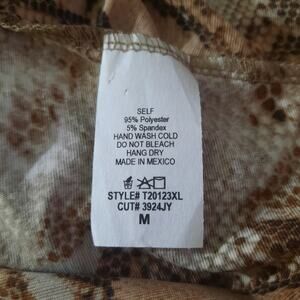 SELF
95% Polyester
5% Spandex
HAND WASH COLD
DO NOT BLEACH
HANG DRY
MADE IN MEXICO
STYLE# T20123XL
CUT# 3924JY
M